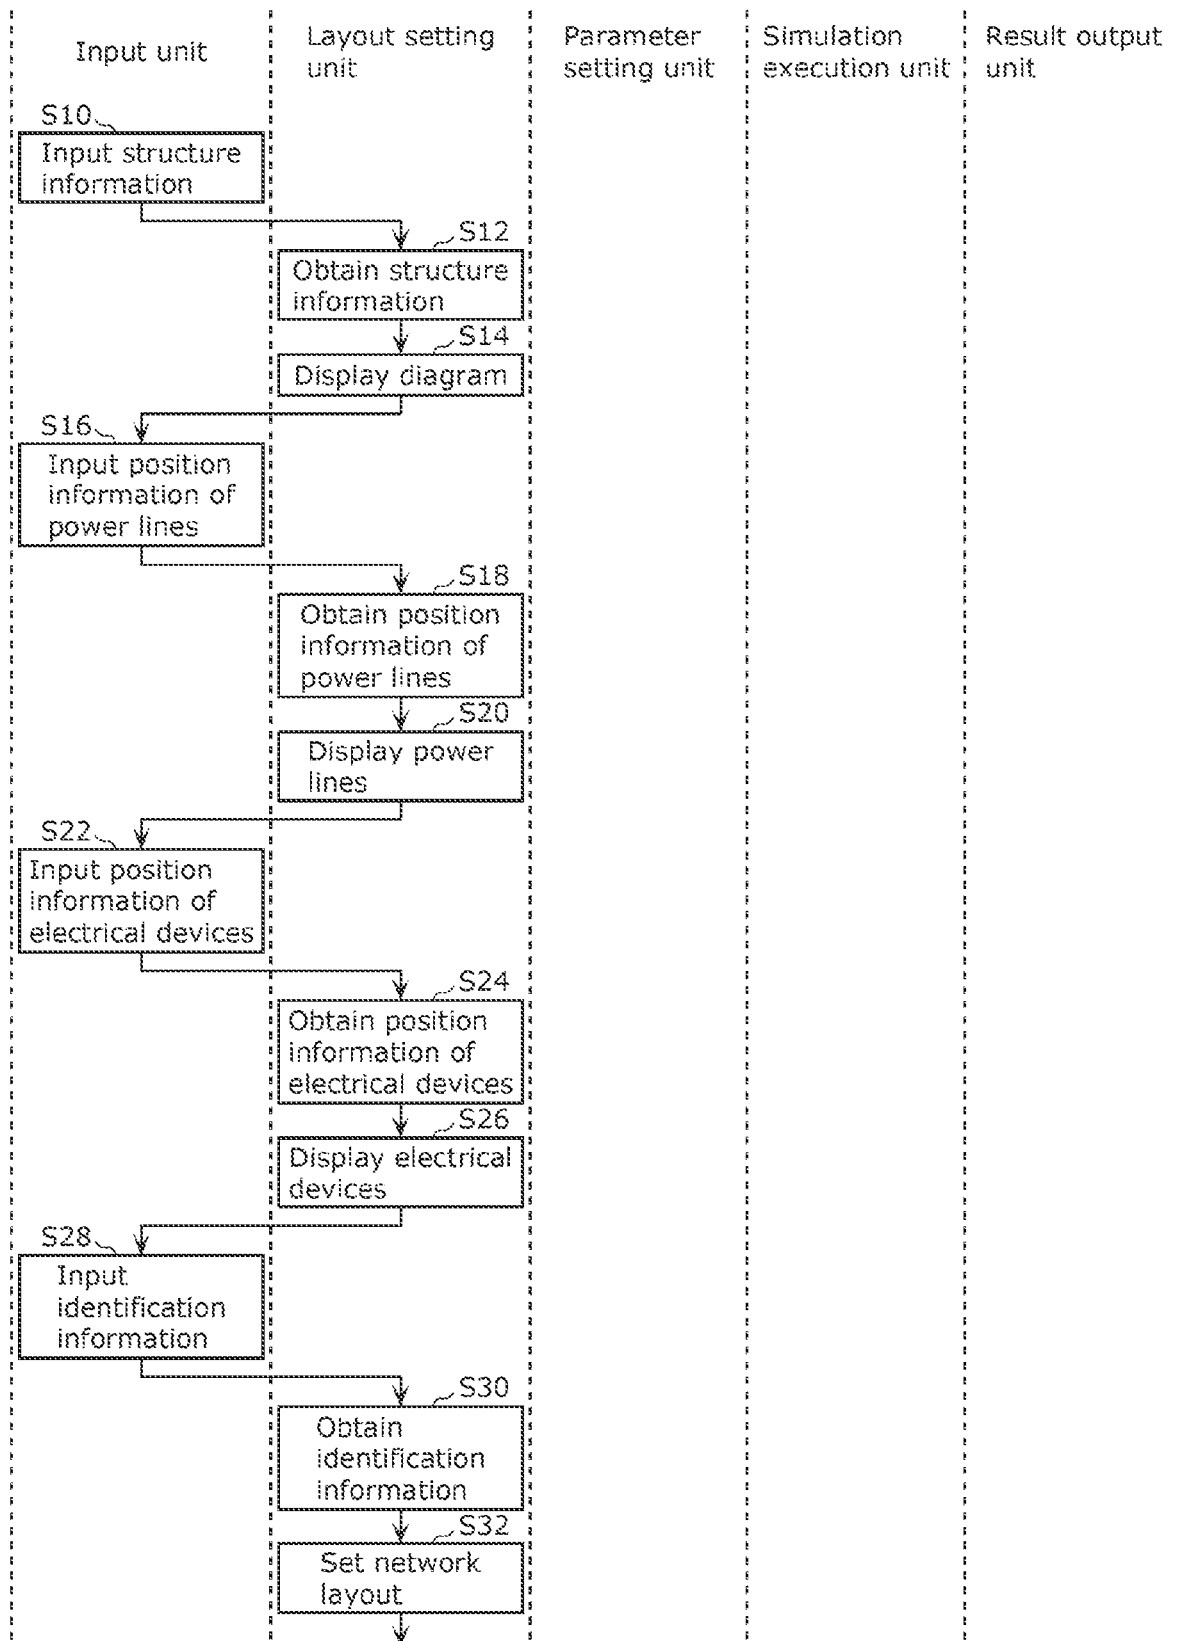 Input unit
Layout setting
unit
Parameter
setting unit
Simulation
execution unit
Result output
unit
S10
Input structure
information
S12
Obtain structure
information
S14
Display diagram
S16
Input position
information of
power lines
S18
Obtain position
information of
power lines
S20
Display power
lines
S22
Input position
information of
electrical devices
S24
Obtain position
information of
electrical devices
S26
Display electrical
devices
S28
Input
identification
information
S30
Obtain
identification
information
S32
Set network
layout